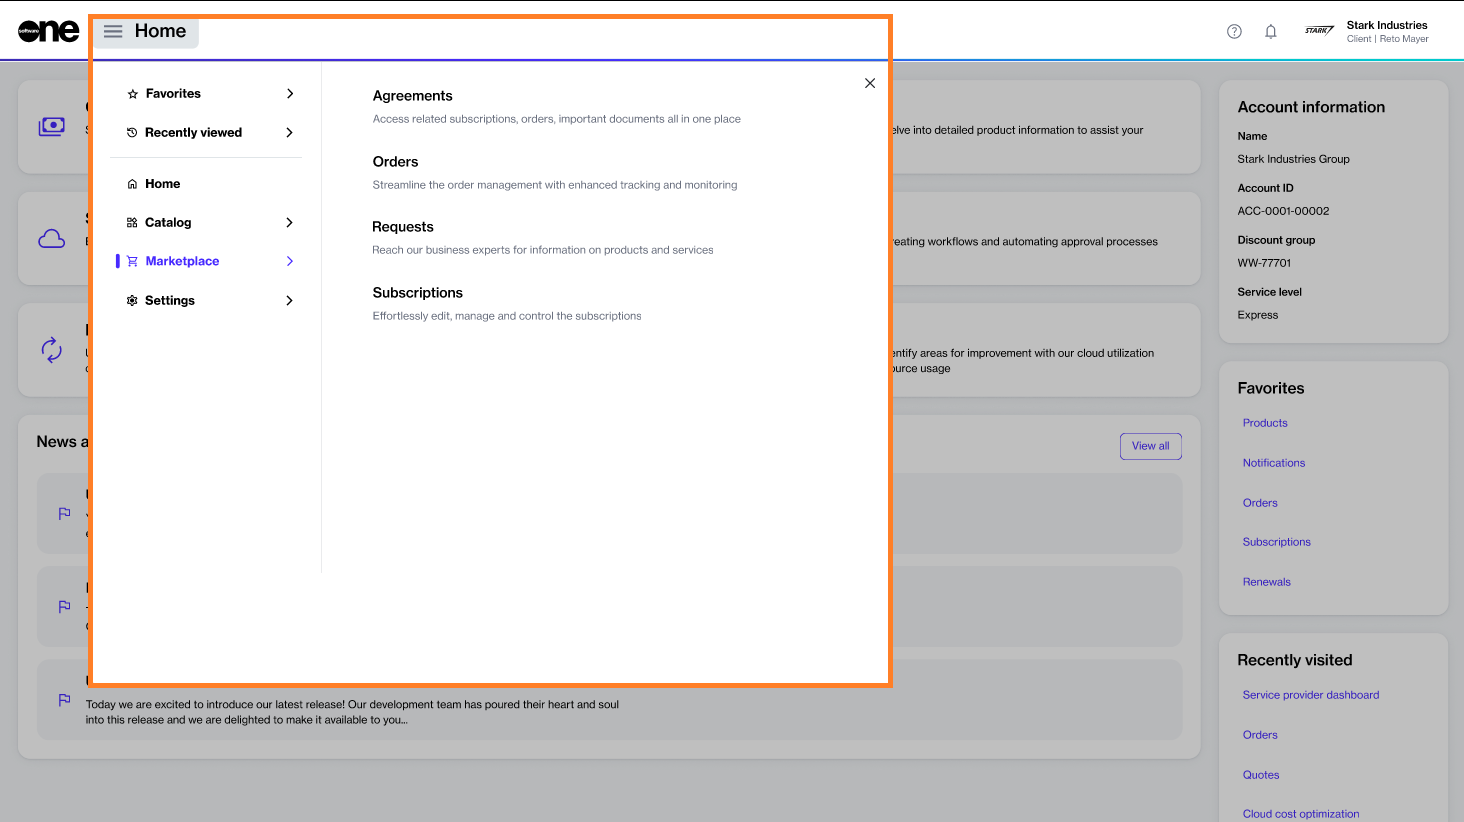 software
one
Home
STARK
Stark Industries
Client | Reto Mayer
Favorites
Recently viewed
Home
Catalog
Marketplace
Settings
Agreements
Access related subscriptions, orders, important documents all in one place
Orders
Streamline the order management with enhanced tracking and monitoring
Requests
Reach our business experts for information on products and services
Subscriptions
Effortlessly edit, manage and control the subscriptions
into detailed product information to assist your
workflows and automating approval processes
areas for improvement with our cloud utilization
usage
News
View all
Today we are excited to introduce our latest release! Our development team has poured their heart and soul
into this release and we are delighted to make it available to you...
Account information
Name
Stark Industries Group
Account ID
ACC-0001-00002
Discount group
WW-77701
Service level
Express
Favorites
Products
Notifications
Orders
Subscriptions
Renewals
Recently visited
Service provider dashboard
Orders
Quotes
Cloud cost optimization